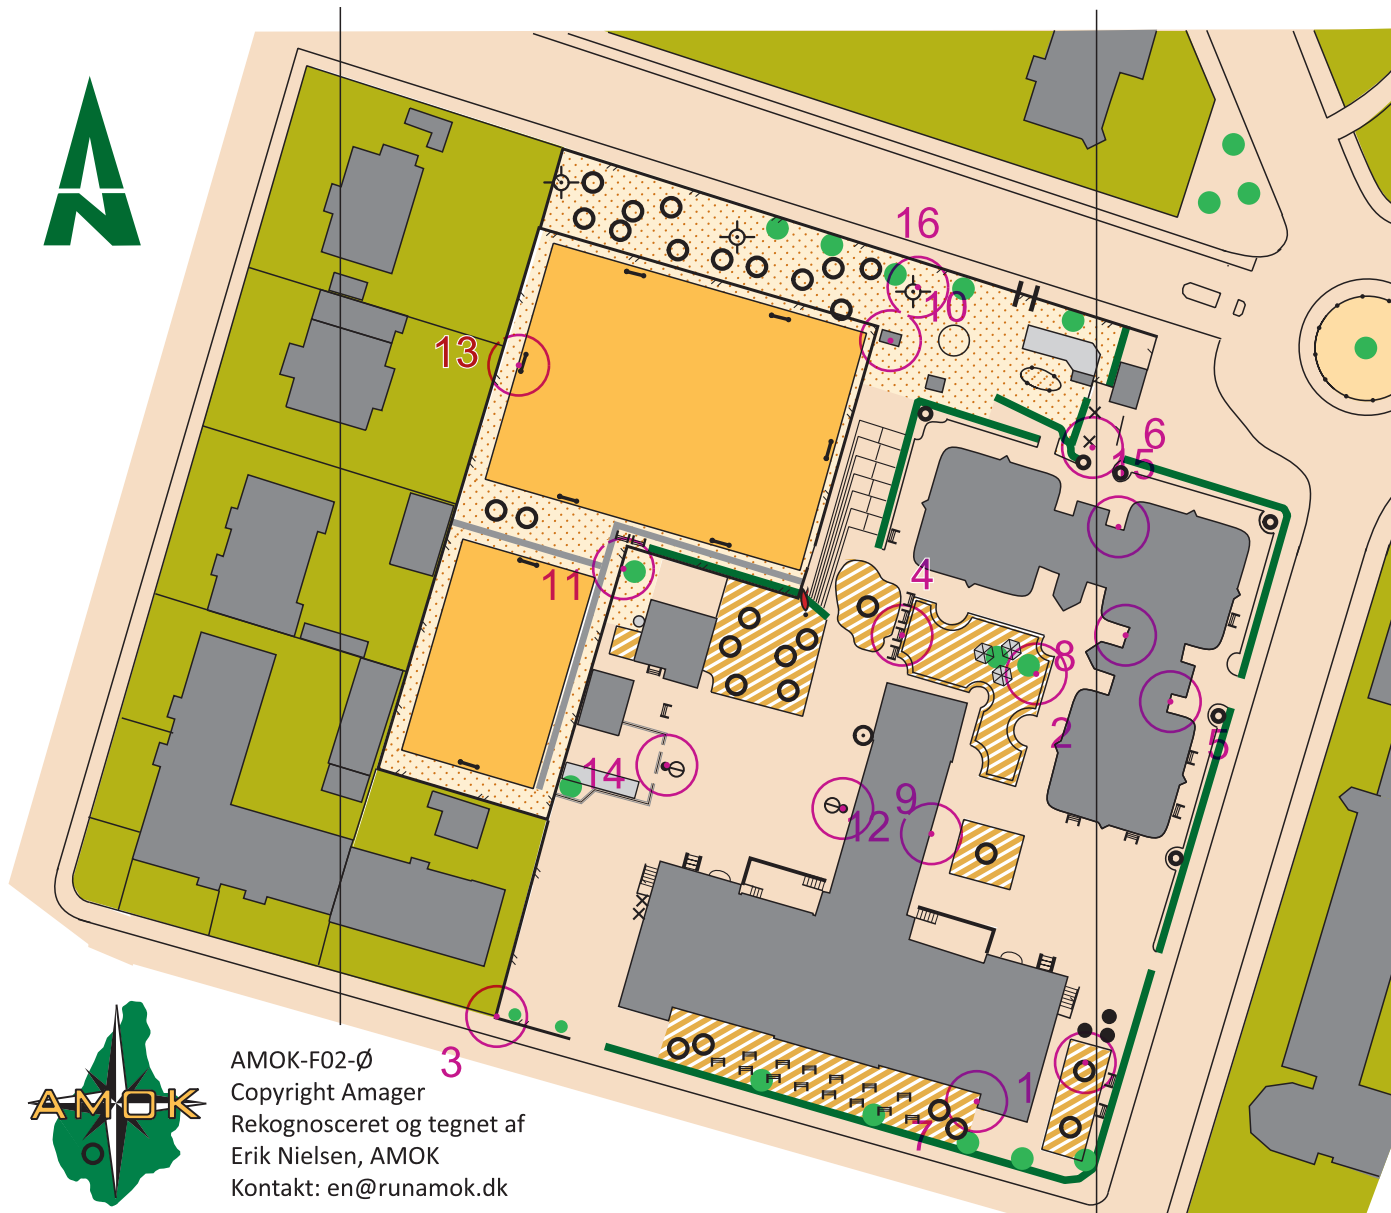 16
10
13
6
15
11
4
8
2
5
14
9
12
3
1
7
AMOK
AMOK-F02-Ø
Copyright Amager
Rekognosceret og tegnet af
Erik Nielsen, AMOK
Kontakt: en@runamok.dk